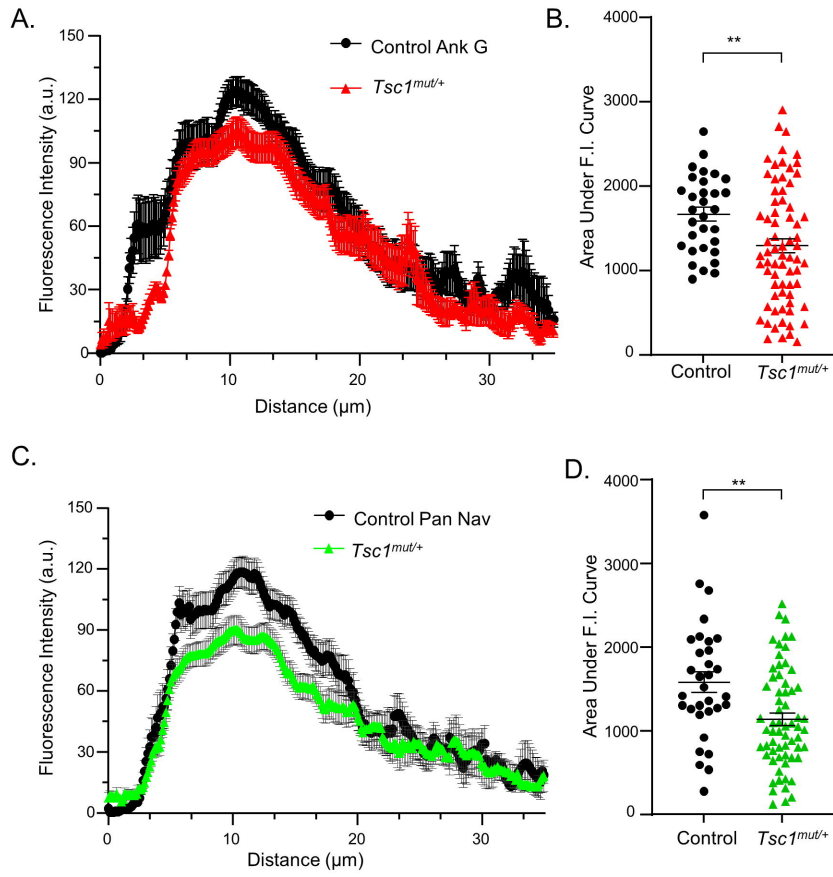 A.
150
120
90
60
30
0
Fluorescence Intensity (a.u.)
Control Ank G
Tsc1mut/+
0
10
20
30
Distance (µm)
B.
4000
3000
2000
1000
0
Area Under F.I. Curve
**
Control
Tsc1mut/+
C.
150
120
90
60
30
0
Fluorescence Intensity (a.u.)
Control Pan Nav
Tsc1mut/+
0
10
20
30
Distance (µm)
D.
4000
3000
2000
1000
0
Area Under F.I. Curve
**
Control
Tsc1mut/+